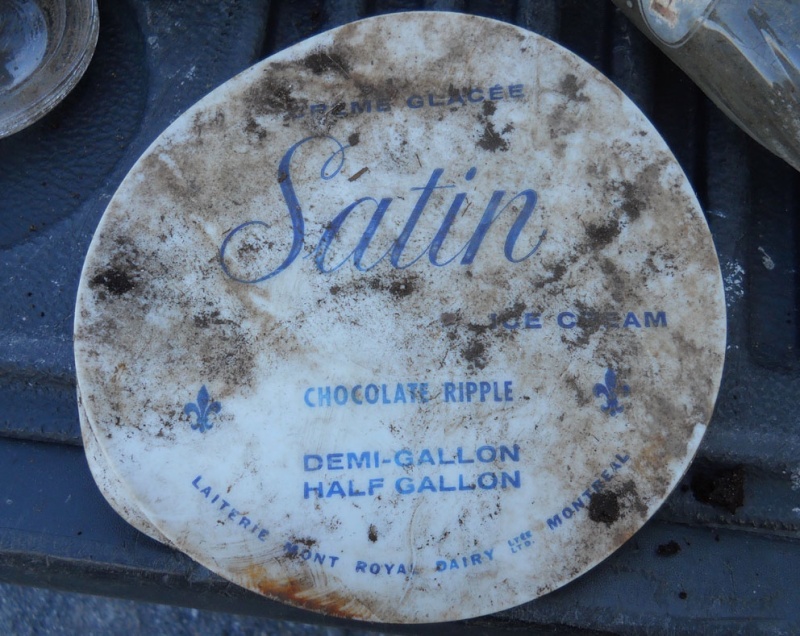 CRÈME GLACÉE
Satin
ICE CREAM
CHOCOLATE RIPPLE
DEMI-GALLON
HALF GALLON
LAITERIE MONT ROYAL DAIRY LTÉE LTD. MONTREAL